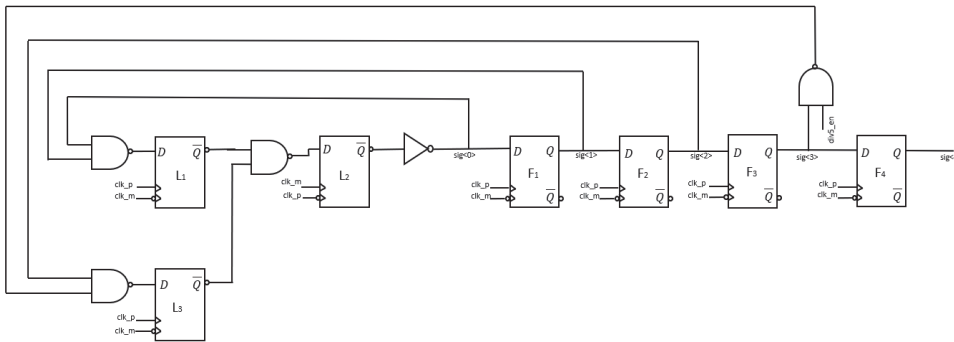 div5_en
D Q̅
L1
clk_p
clk_m
D Q̅
L2
clk_m
clk_p
sig<0>
D Q
F1
Q̅
clk_p
clk_m
sig<1>
D Q
F2
Q̅
clk_p
clk_m
sig<2>
D Q
F3
Q̅
clk_p
clk_m
sig<3>
D Q
F4
Q̅
clk_p
clk_m
sig<
D Q̅
L3
clk_p
clk_m